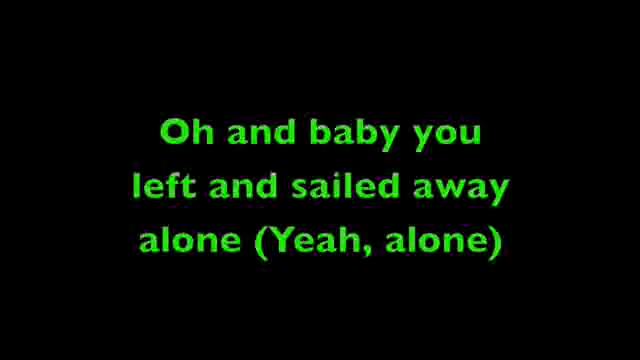 Oh and baby you
left and sailed away
alone (Yeah, alone)